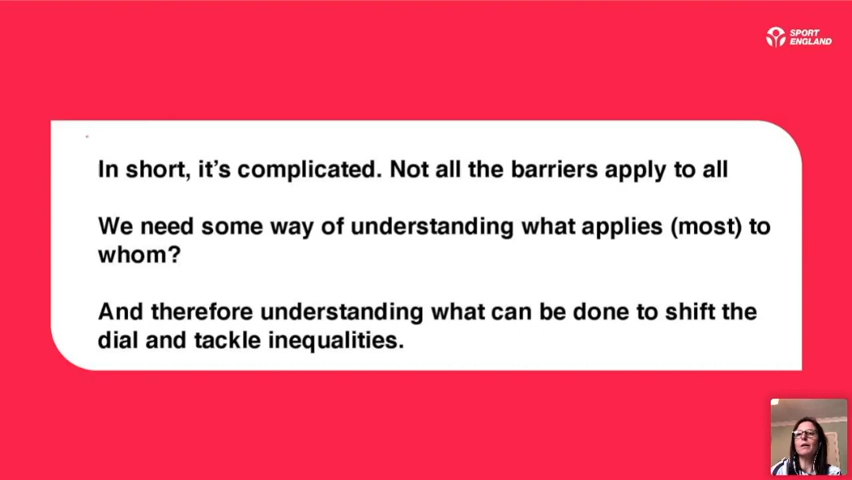 SPORT
ENGLAND
In short, it's complicated. Not all the barriers apply to all
We need some way of understanding what applies (most) to
whom?
And therefore understanding what can be done to shift the
dial and tackle inequalities.